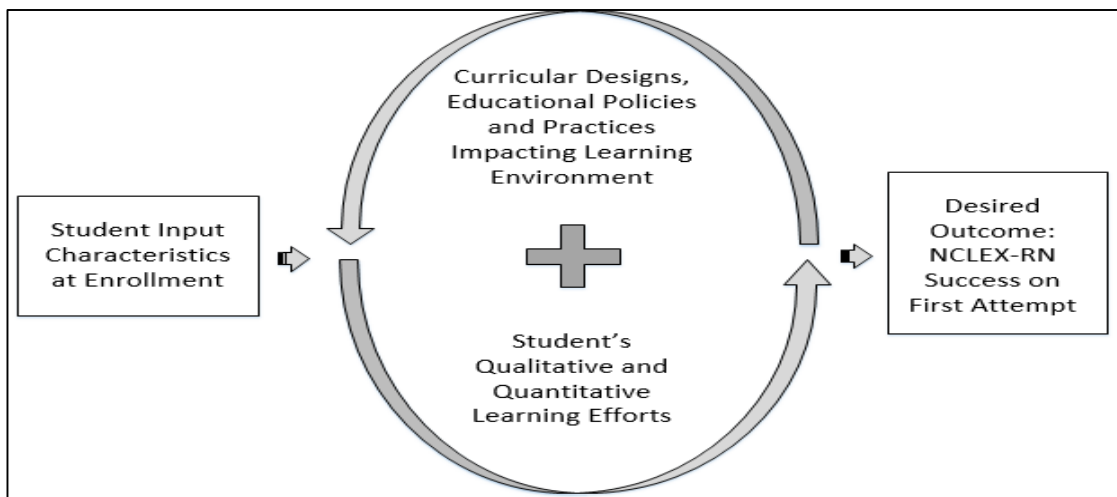 Student Input
Characteristics
at Enrollment
Curricular Designs,
Educational Policies
and Practices
Impacting Learning
Environment
Student’s
Qualitative and
Quantitative
Learning Efforts
Desired
Outcome:
NCLEX-RN
Success on
First Attempt